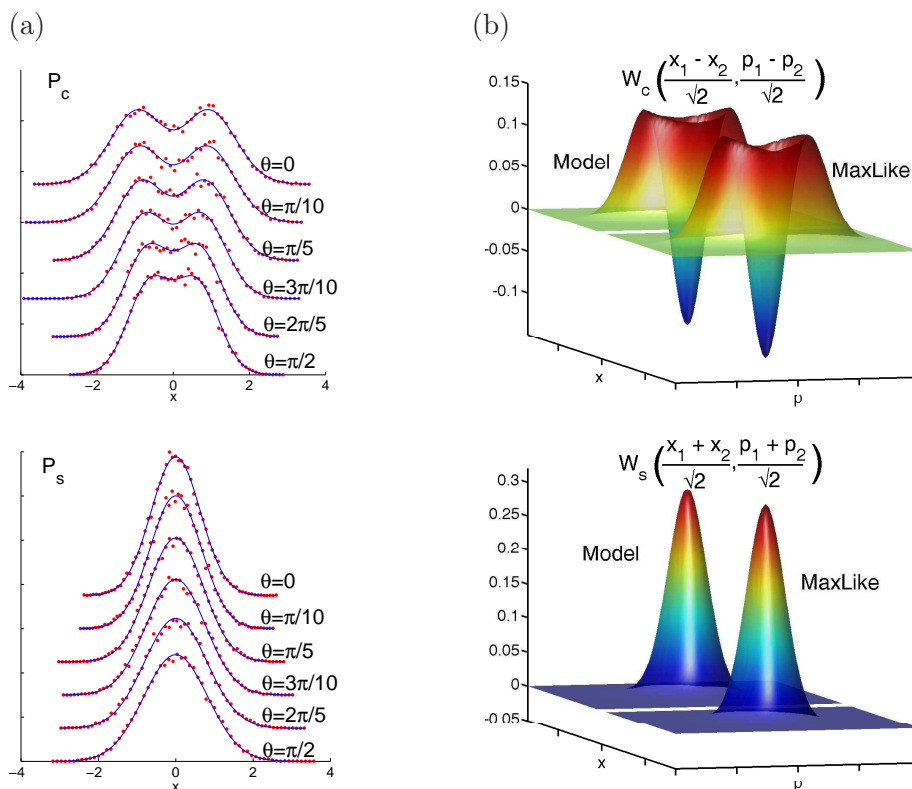 (a)
P_c
θ=0
θ=π/10
θ=π/5
θ=3π/10
θ=2π/5
θ=π/2
−4 −2 0 2 4
x
(b)
W_c ( (x_1 - x_2)/√2 , (p_1 - p_2)/√2 )
0.15
0.1
0.05
0
-0.05
-0.1
Model
MaxLike
x
p
P_s
θ=0
θ=π/10
θ=π/5
θ=3π/10
θ=2π/5
θ=π/2
−4 −2 0 2 4
x
W_s ( (x_1 + x_2)/√2 , (p_1 + p_2)/√2 )
0.3
0.25
0.2
0.15
0.1
0.05
0
-0.05
Model
MaxLike
x
p